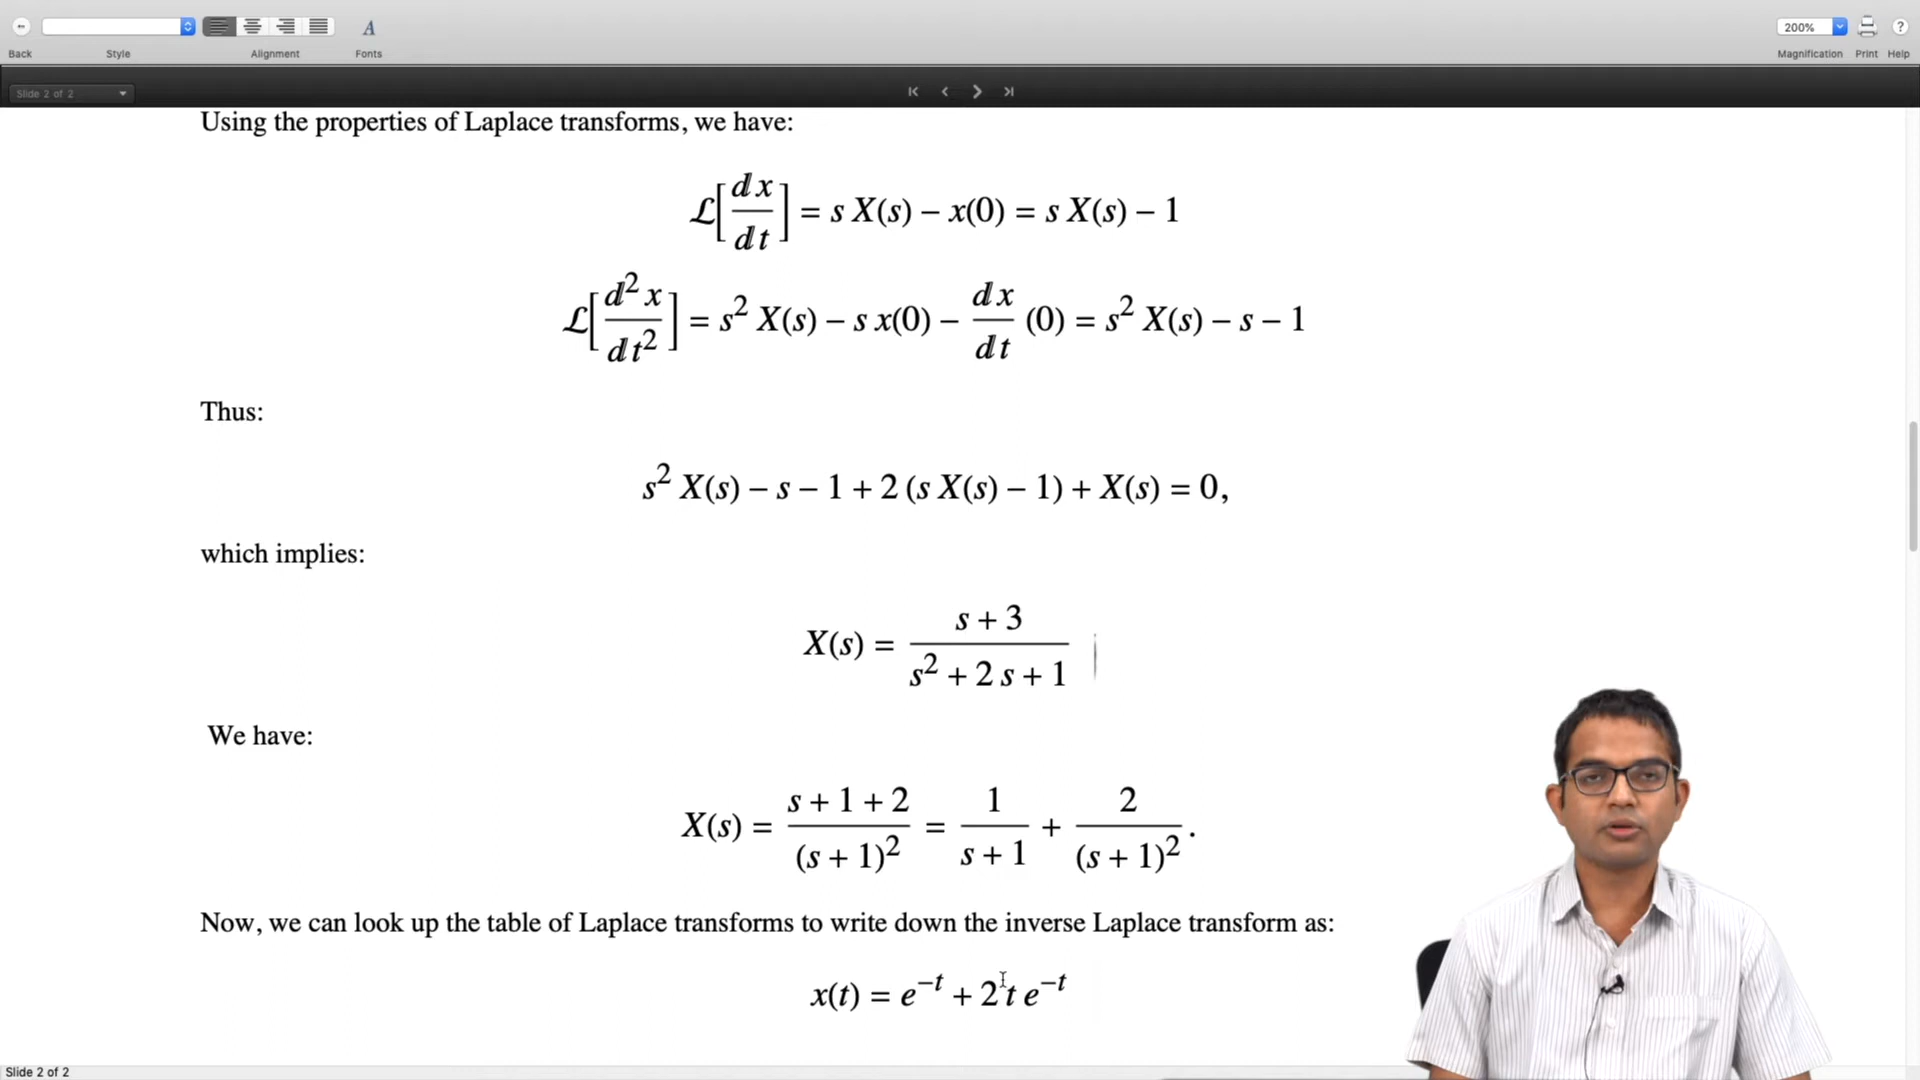 200%
Back Style Alignment Fonts Magnification Print Help
Slide 2 of 2
Using the properties of Laplace transforms, we have:
ℒ[dx/dt] = s X(s) − x(0) = s X(s) − 1
ℒ[d²x/dt²] = s² X(s) − s x(0) − dx/dt (0) = s² X(s) − s − 1
Thus:
s² X(s) − s − 1 + 2 (s X(s) − 1) + X(s) = 0,
which implies:
X(s) = (s + 3)/(s² + 2 s + 1)
We have:
X(s) = (s + 1 + 2)/(s + 1)² = 1/(s + 1) + 2/(s + 1)².
Now, we can look up the table of Laplace transforms to write down the inverse Laplace transform as:
x(t) = e^{−t} + 2 t e^{−t}
Slide 2 of 2